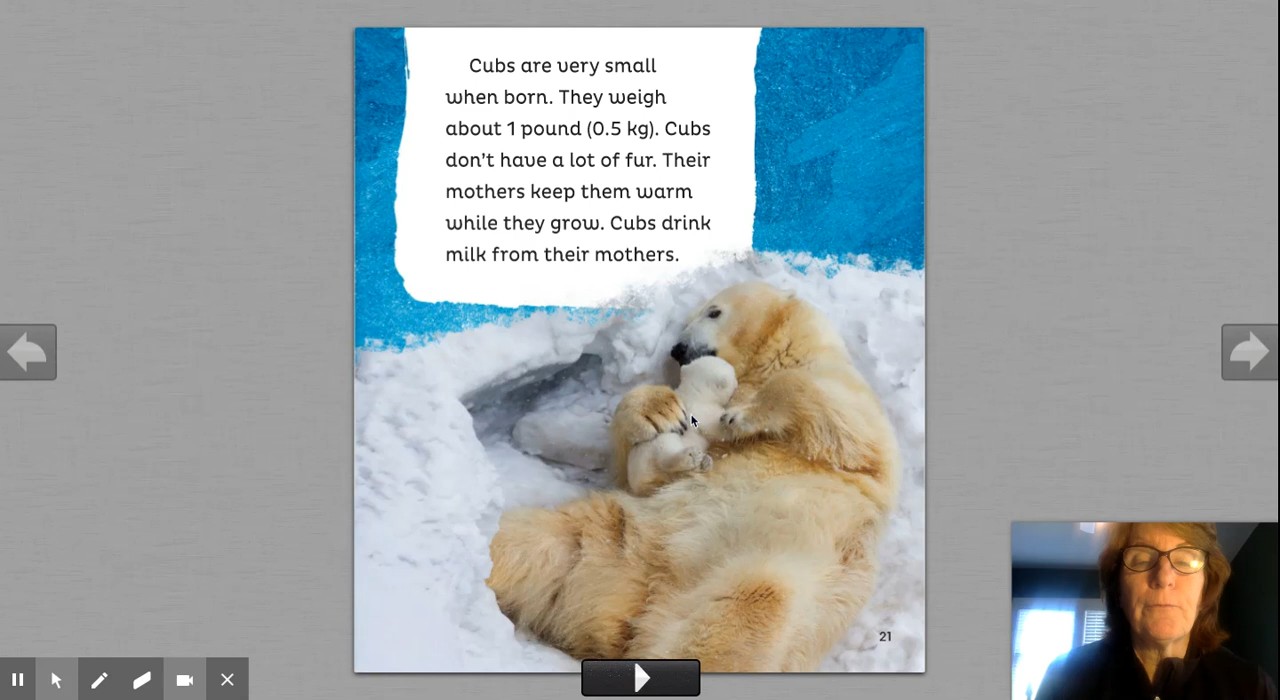 Cubs are very small
when born. They weigh
about 1 pound (0.5 kg). Cubs
don't have a lot of fur. Their
mothers keep them warm
while they grow. Cubs drink
milk from their mothers.
21